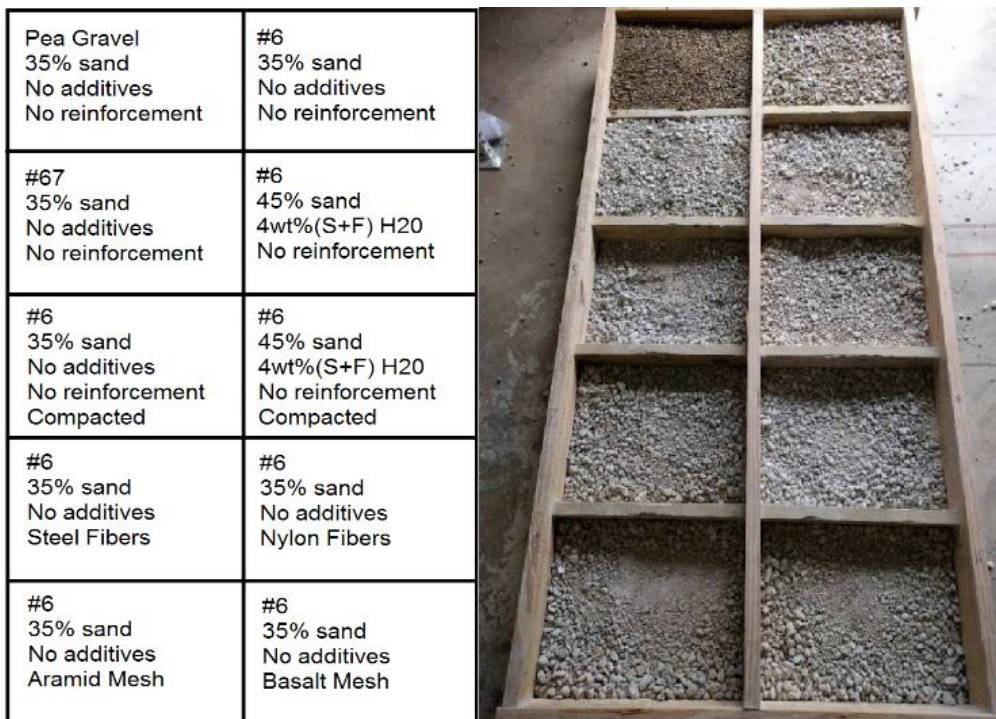 Pea Gravel
35% sand
No additives
No reinforcement
#6
35% sand
No additives
No reinforcement
#67
35% sand
No additives
No reinforcement
#6
45% sand
4wt%(S+F) H20
No reinforcement
#6
35% sand
No additives
No reinforcement
Compacted
#6
45% sand
4wt%(S+F) H20
No reinforcement
Compacted
#6
35% sand
No additives
Steel Fibers
#6
35% sand
No additives
Nylon Fibers
#6
35% sand
No additives
Aramid Mesh
#6
35% sand
No additives
Basalt Mesh